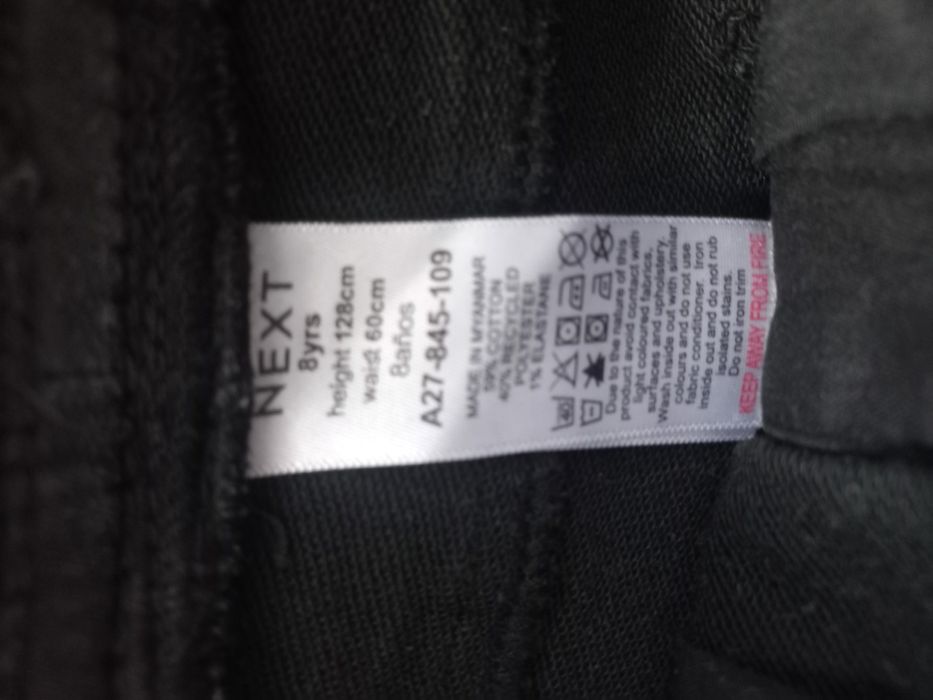 NEXT
8yrs
height 128cm
waist 60cm
8años
A27-845-109
MADE IN MYANMAR
59% COTTON
40% RECYCLED
POLYESTER
1% ELASTANE
40
Due to the nature of this
product avoid contact with
light coloured fabrics,
surfaces and upholstery.
Wash inside out with similar
colours and do not use
fabric conditioner. Iron
inside out and do not rub
isolated stains.
Do not iron trim
KEEP AWAY FROM FIRE